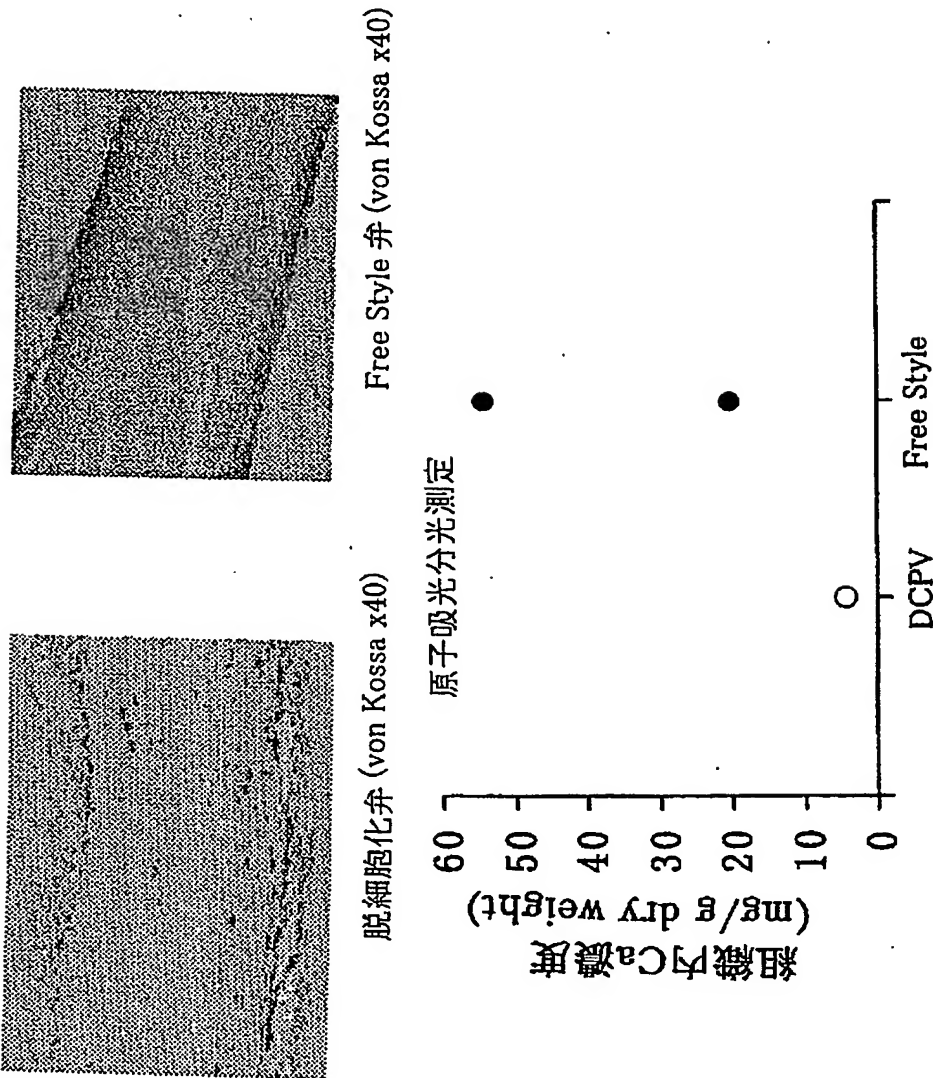 脱細胞化弁 (von Kossa x40)
Free Style 弁 (von Kossa x40)
原子吸光分光測定
組織内Ca濃度
(mg/g dry weight)
60
50
40
30
20
10
0
DCPV
Free Style